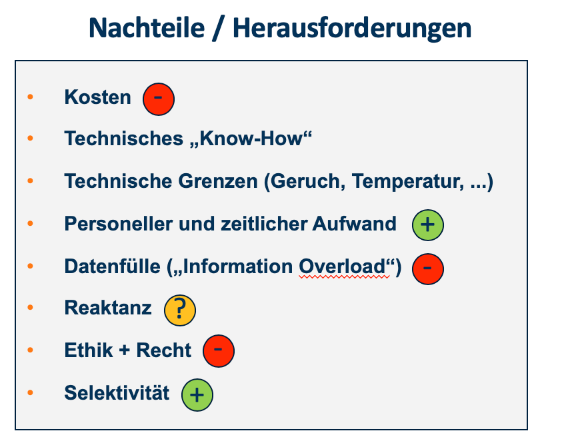 Nachteile / Herausforderungen
• Kosten -
• Technisches „Know-How“
• Technische Grenzen (Geruch, Temperatur, ...)
• Personeller und zeitlicher Aufwand +
• Datenfülle („Information Overload“) -
• Reaktanz ?
• Ethik + Recht -
• Selektivität +